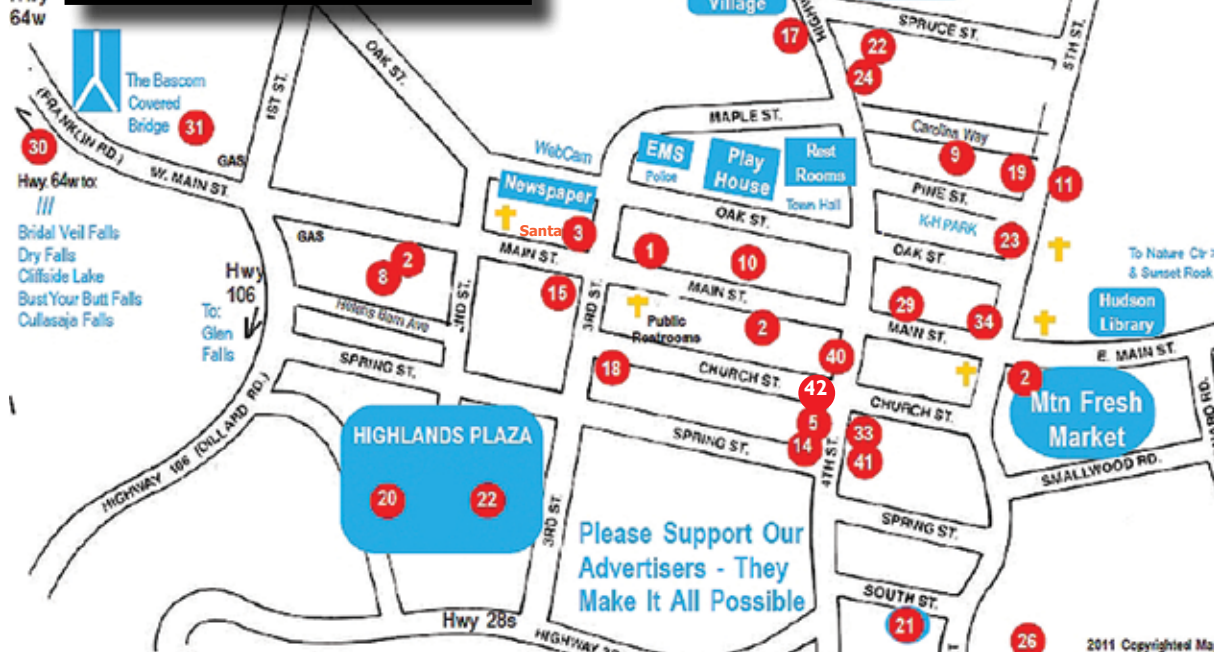 64w
Village
HIGH
17
SPRUCE ST.
5TH ST.
22
24
OAK ST.
1ST ST.
The Bascom
Covered
Bridge
31
(FRANKLIN RD.)
30
GAS
W. MAIN ST.
Hwy. 64w to:
///
Bridal Veil Falls
Dry Falls
Cliffside Lake
Bust Your Butt Falls
Cullasaja Falls
Hwy
106
To:
Glen
Falls
MAPLE ST.
WebCam
EMS
Police
Play
House
Rest
Rooms
Town Hall
Carolina Way
9
19
11
PINE ST.
K-H PARK
23
Newspaper
Santa
3
OAK ST.
OAK ST.
GAS
2
8
MAIN ST.
15
2ND ST.
3RD ST.
1
10
MAIN ST.
29
34
MAIN ST.
To Nature Ctr
& Sunset Rock
Hudson
Library
E. MAIN ST.
Helen's Barn Ave
Public
Restrooms
2
40
SPRING ST.
18
CHURCH ST.
42
CHURCH ST.
2
Mtn Fresh
Market
SMALLWOOD RD.
HIGHLANDS PLAZA
20
22
SPRING ST.
5
14
33
41
4TH ST.
HIGHWAY 106 (DILLARD RD.)
3RD ST.
SPRING ST.
Please Support Our
Advertisers - They
Make It All Possible
SOUTH ST.
21
Hwy 28s
26
2011 Copyrighted Ma